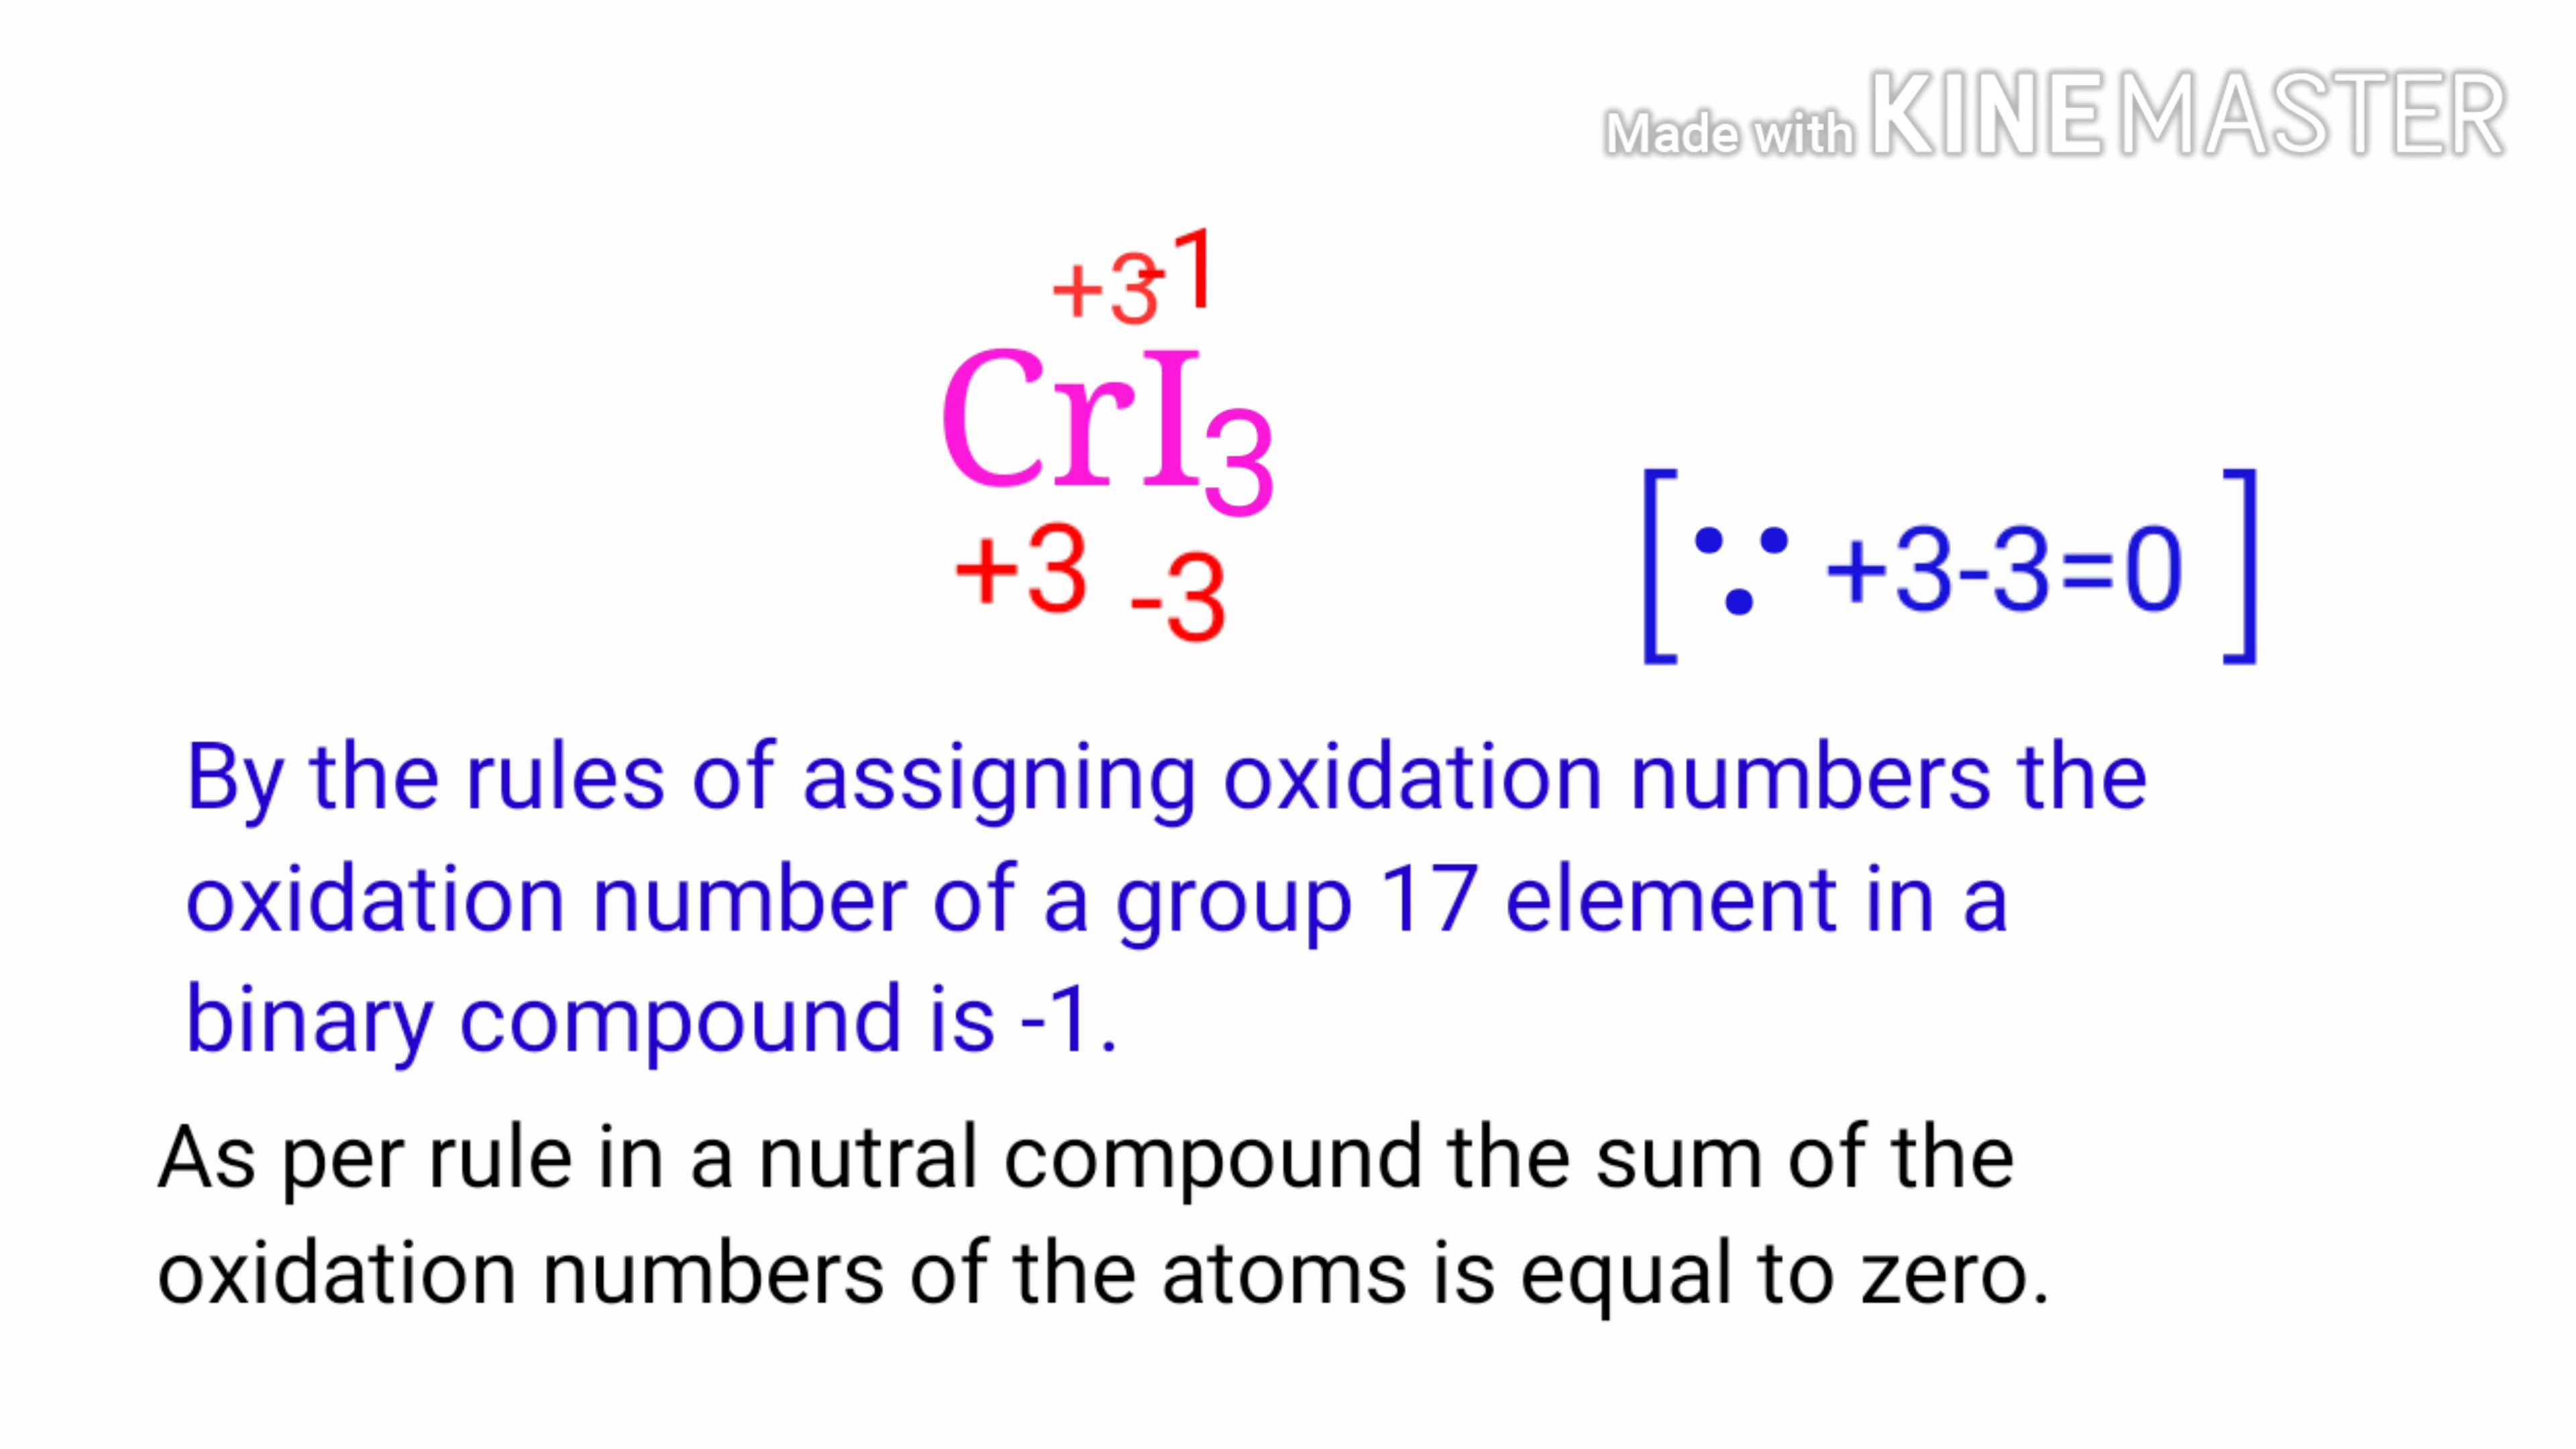 Made with KINEMASTER
+3 -1
CrI3
+3 -3
[∵ +3-3=0 ]
By the rules of assigning oxidation numbers the
oxidation number of a group 17 element in a
binary compound is -1.
As per rule in a nutral compound the sum of the
oxidation numbers of the atoms is equal to zero.